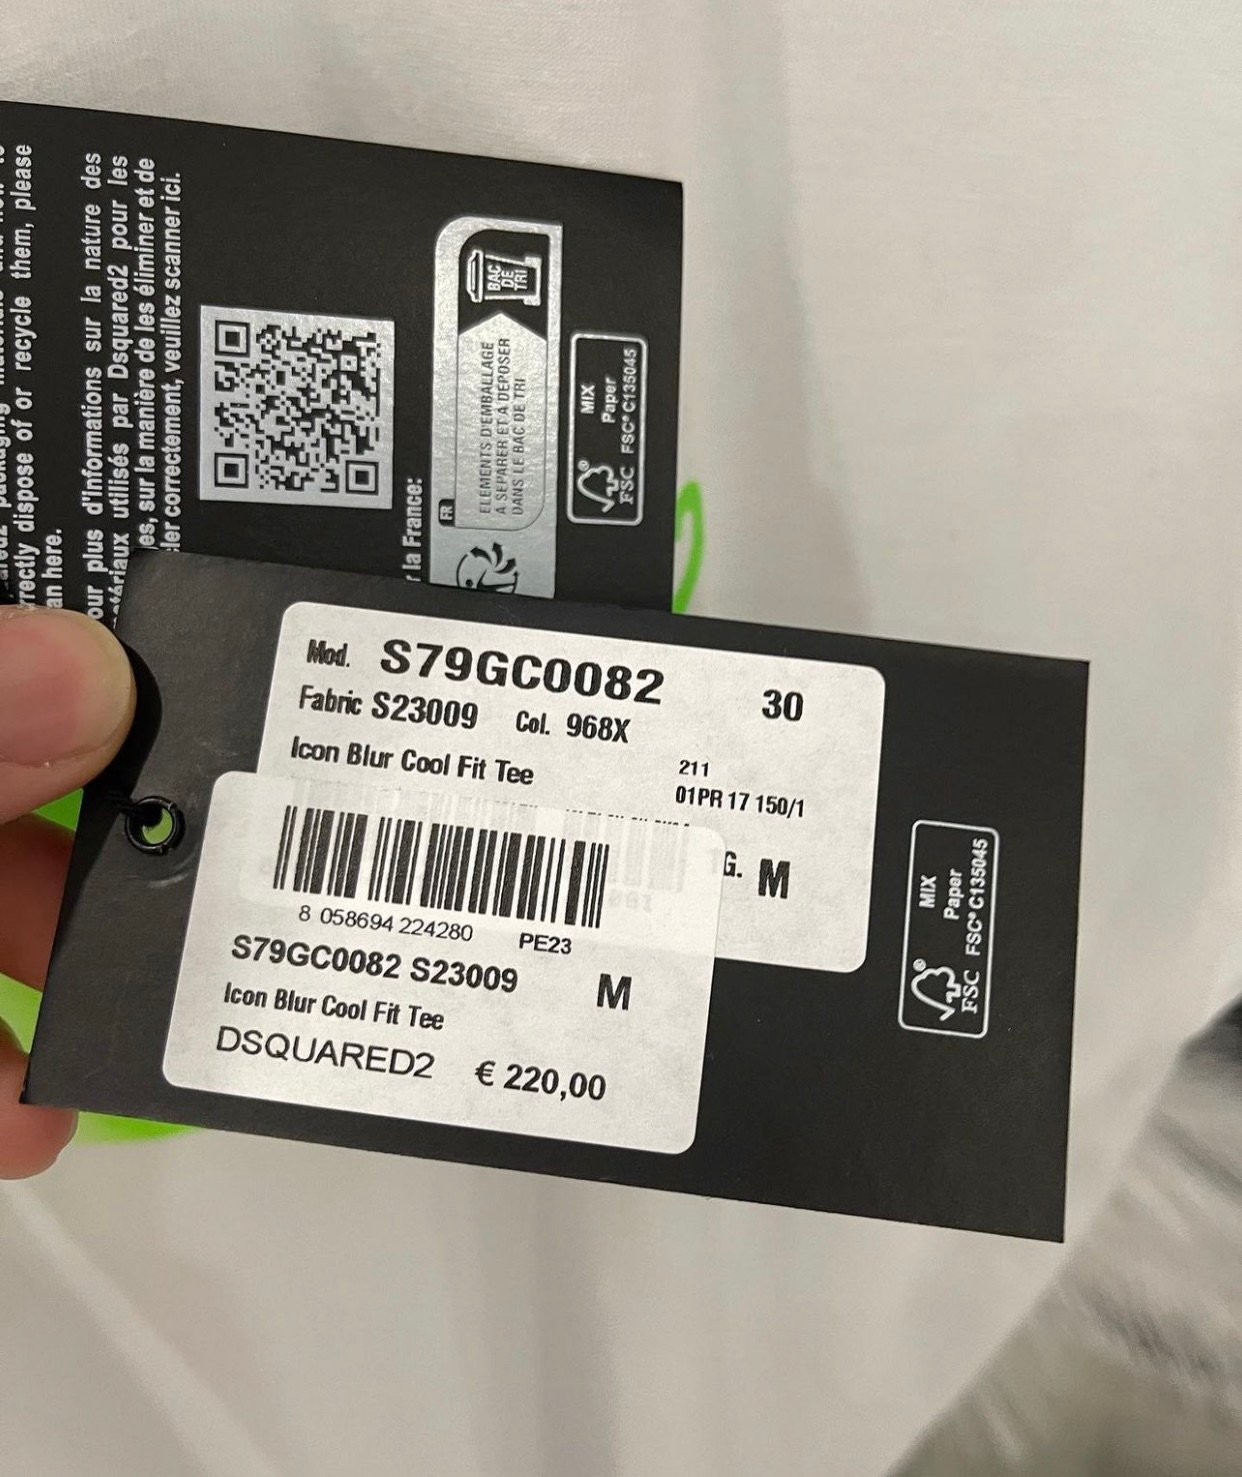 rectly dispose of or recycle them, please
an here.
our plus d'informations sur la nature des
atériaux utilisés par Dsquared2 pour les
es, sur la manière de les éliminer et de
ler correctement, veuillez scanner ici.
r la France:
FR
ELEMENTS D'EMBALLAGE
A SEPARER ET A DEPOSER
DANS LE BAC DE TRI
BAC
DE
TRI
FSC®
MIX
Paper
FSC® C135045
Mod. S79GC0082 30
Fabric S23009 Col. 968X
Icon Blur Cool Fit Tee
211
01PR 17 150/1
G. M
8 058694 224280 PE23
S79GC0082 S23009 M
Icon Blur Cool Fit Tee
DSQUARED2 € 220,00
FSC®
MIX
Paper
FSC® C135045